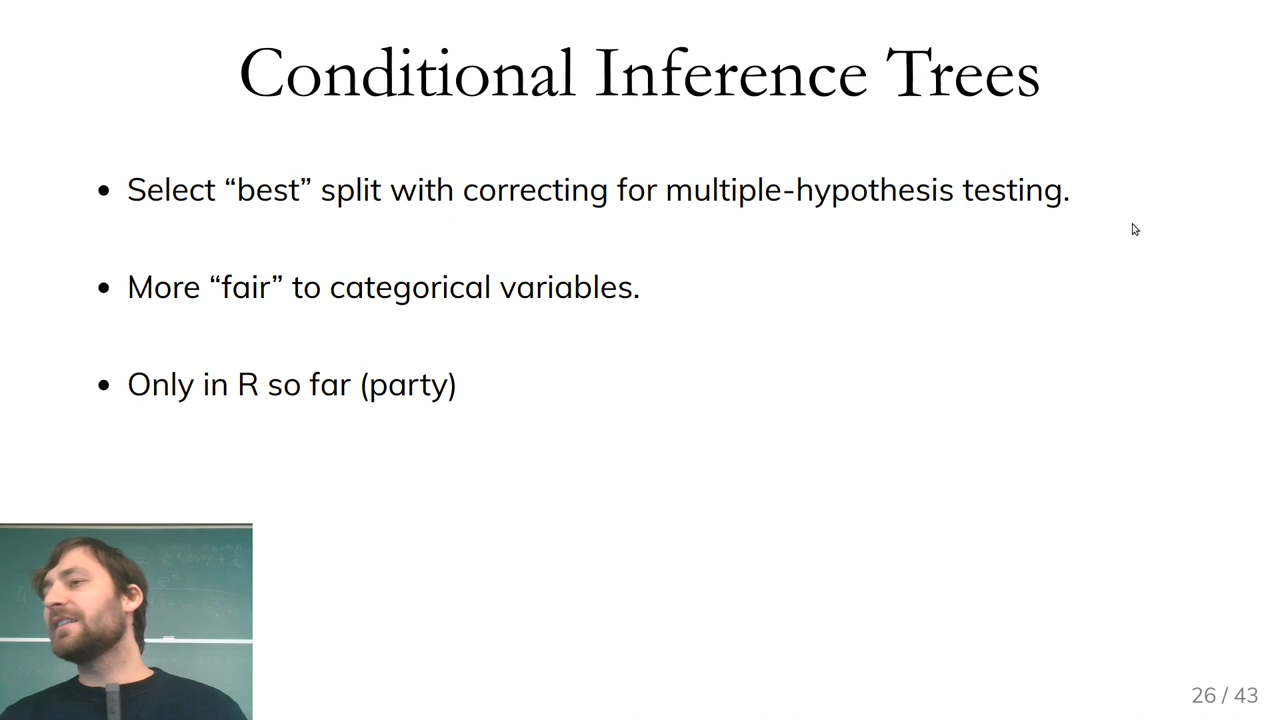 Conditional Inference Trees
• Select “best” split with correcting for multiple-hypothesis testing.
• More “fair” to categorical variables.
• Only in R so far (party)
26 / 43